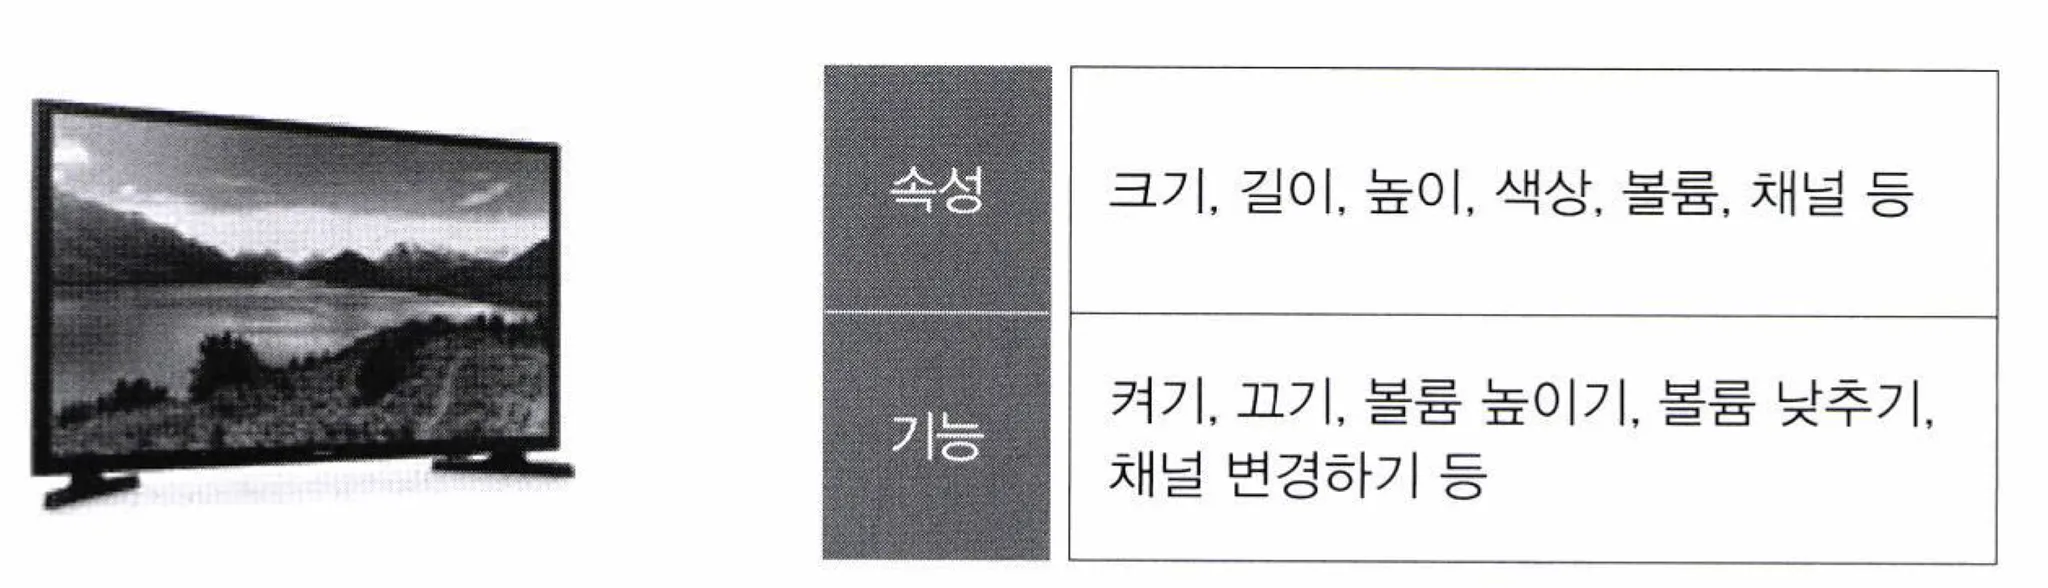 속성
크기, 길이, 높이, 색상, 볼륨, 채널 등
기능
켜기, 끄기, 볼륨 높이기, 볼륨 낮추기,
채널 변경하기 등